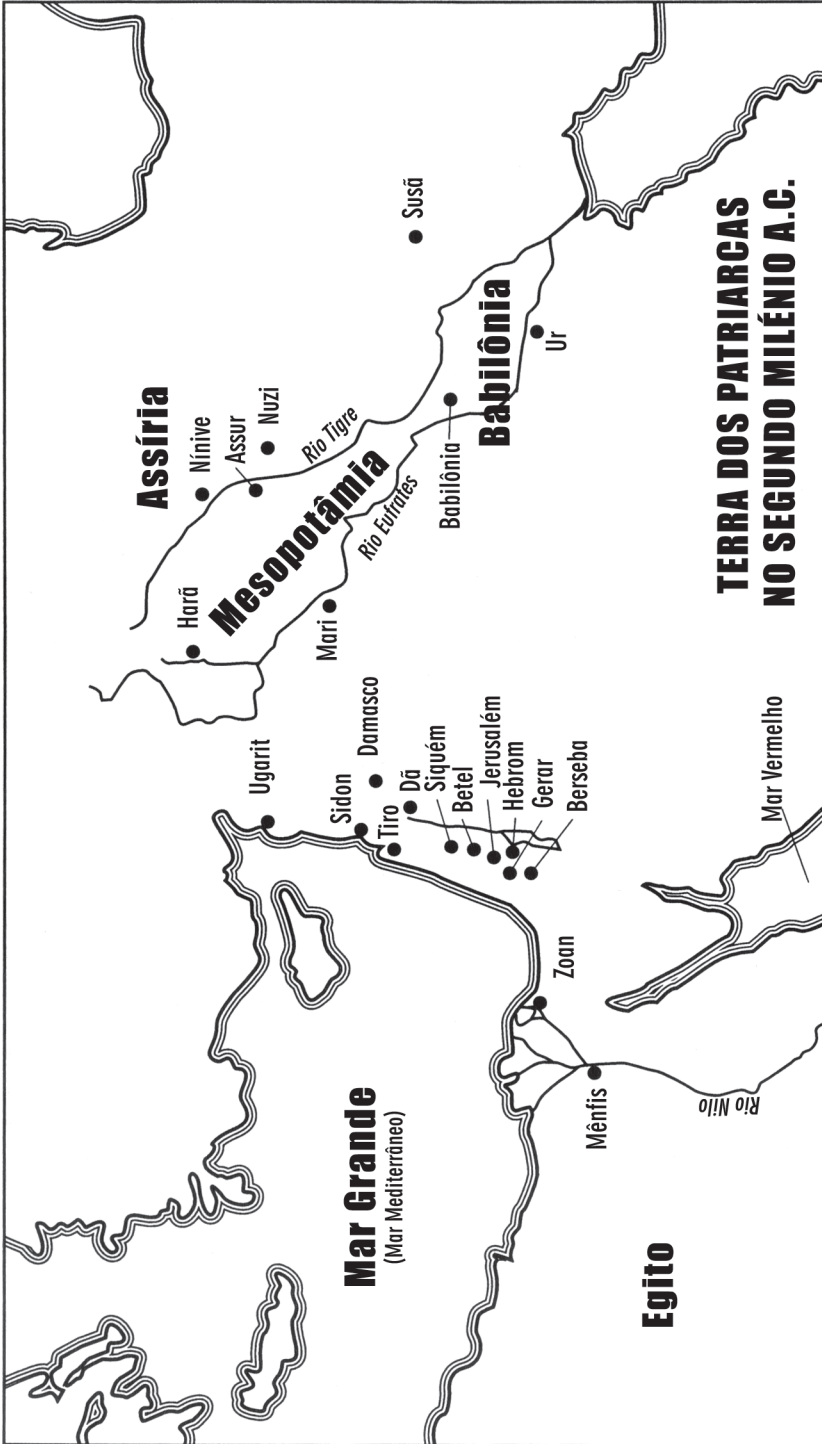 Assíria
Nínive
Assur
Nuzi
Susã
Hará
Mesopotâmia
Rio Tigre
Rio Eufrates
Mari
Babilônia
Babilônia
Ur
Ugarit
Sidon
Damasco
Tiro
Dã
Siquém
Betel
Jerusalém
Hebrom
Gerar
Berseba
Mar Grande
(Mar Mediterrâneo)
Zoan
Mênfis
Rio Nilo
Egito
Mar Vermelho
TERRA DOS PATRIARCAS
NO SEGUNDO MILÉNIO A.C.